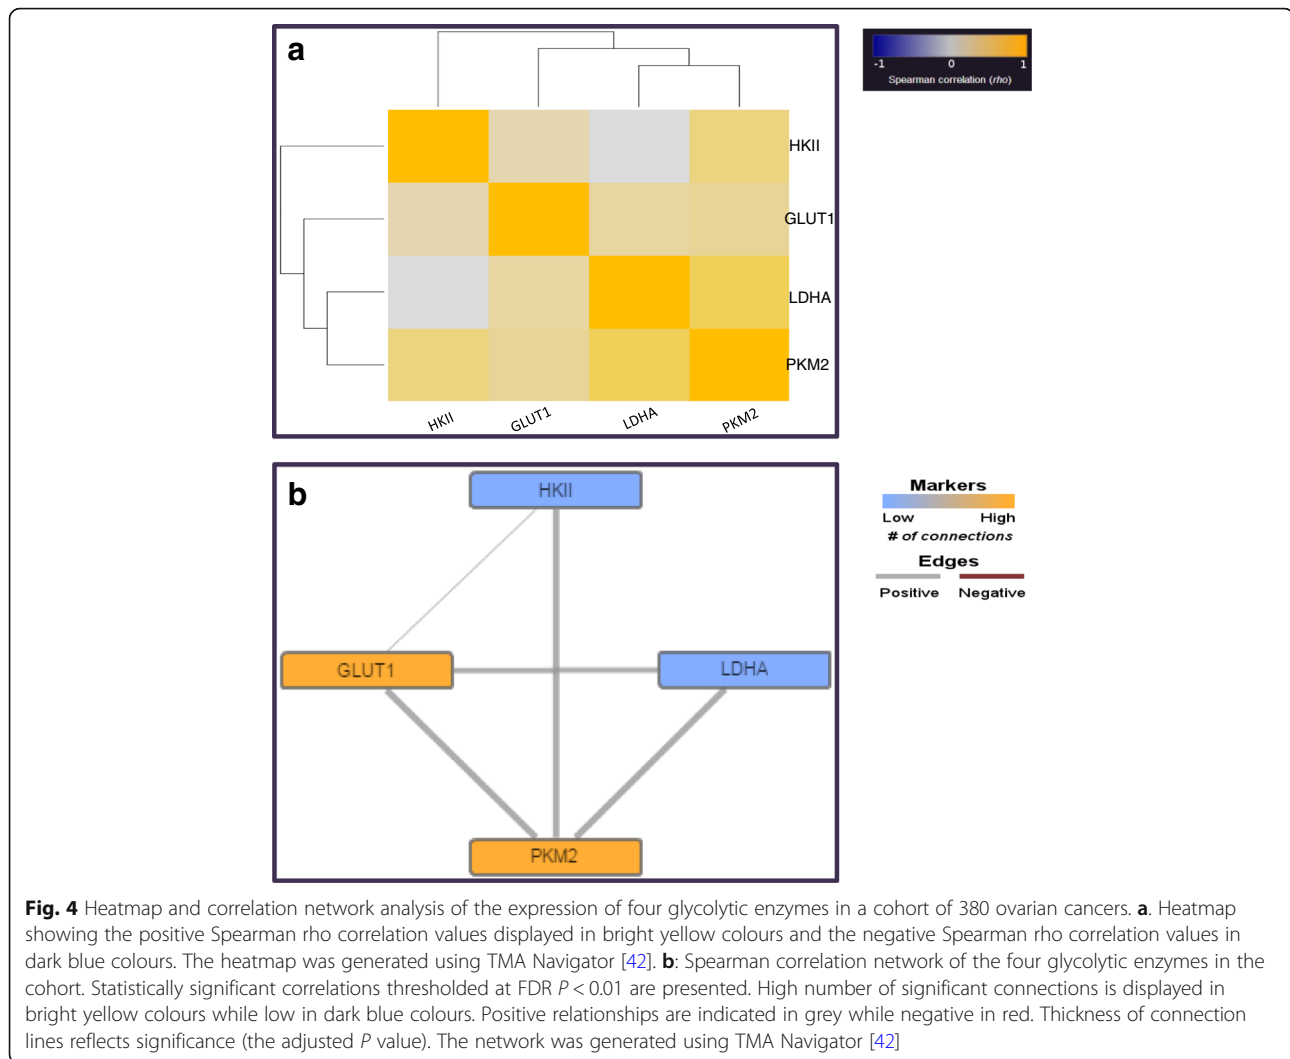 a
-1 0 1
Spearman correlation (rho)
HKII
GLUT1
LDHA
PKM2
HKII GLUT1 LDHA PKM2
b
HKII
GLUT1
LDHA
PKM2
Markers
Low High
# of connections
Edges
Positive Negative
Fig. 4 Heatmap and correlation network analysis of the expression of four glycolytic enzymes in a cohort of 380 ovarian cancers. a. Heatmap
showing the positive Spearman rho correlation values displayed in bright yellow colours and the negative Spearman rho correlation values in
dark blue colours. The heatmap was generated using TMA Navigator [42]. b: Spearman correlation network of the four glycolytic enzymes in the
cohort. Statistically significant correlations thresholded at FDR P < 0.01 are presented. High number of significant connections is displayed in
bright yellow colours while low in dark blue colours. Positive relationships are indicated in grey while negative in red. Thickness of connection
lines reflects significance (the adjusted P value). The network was generated using TMA Navigator [42]